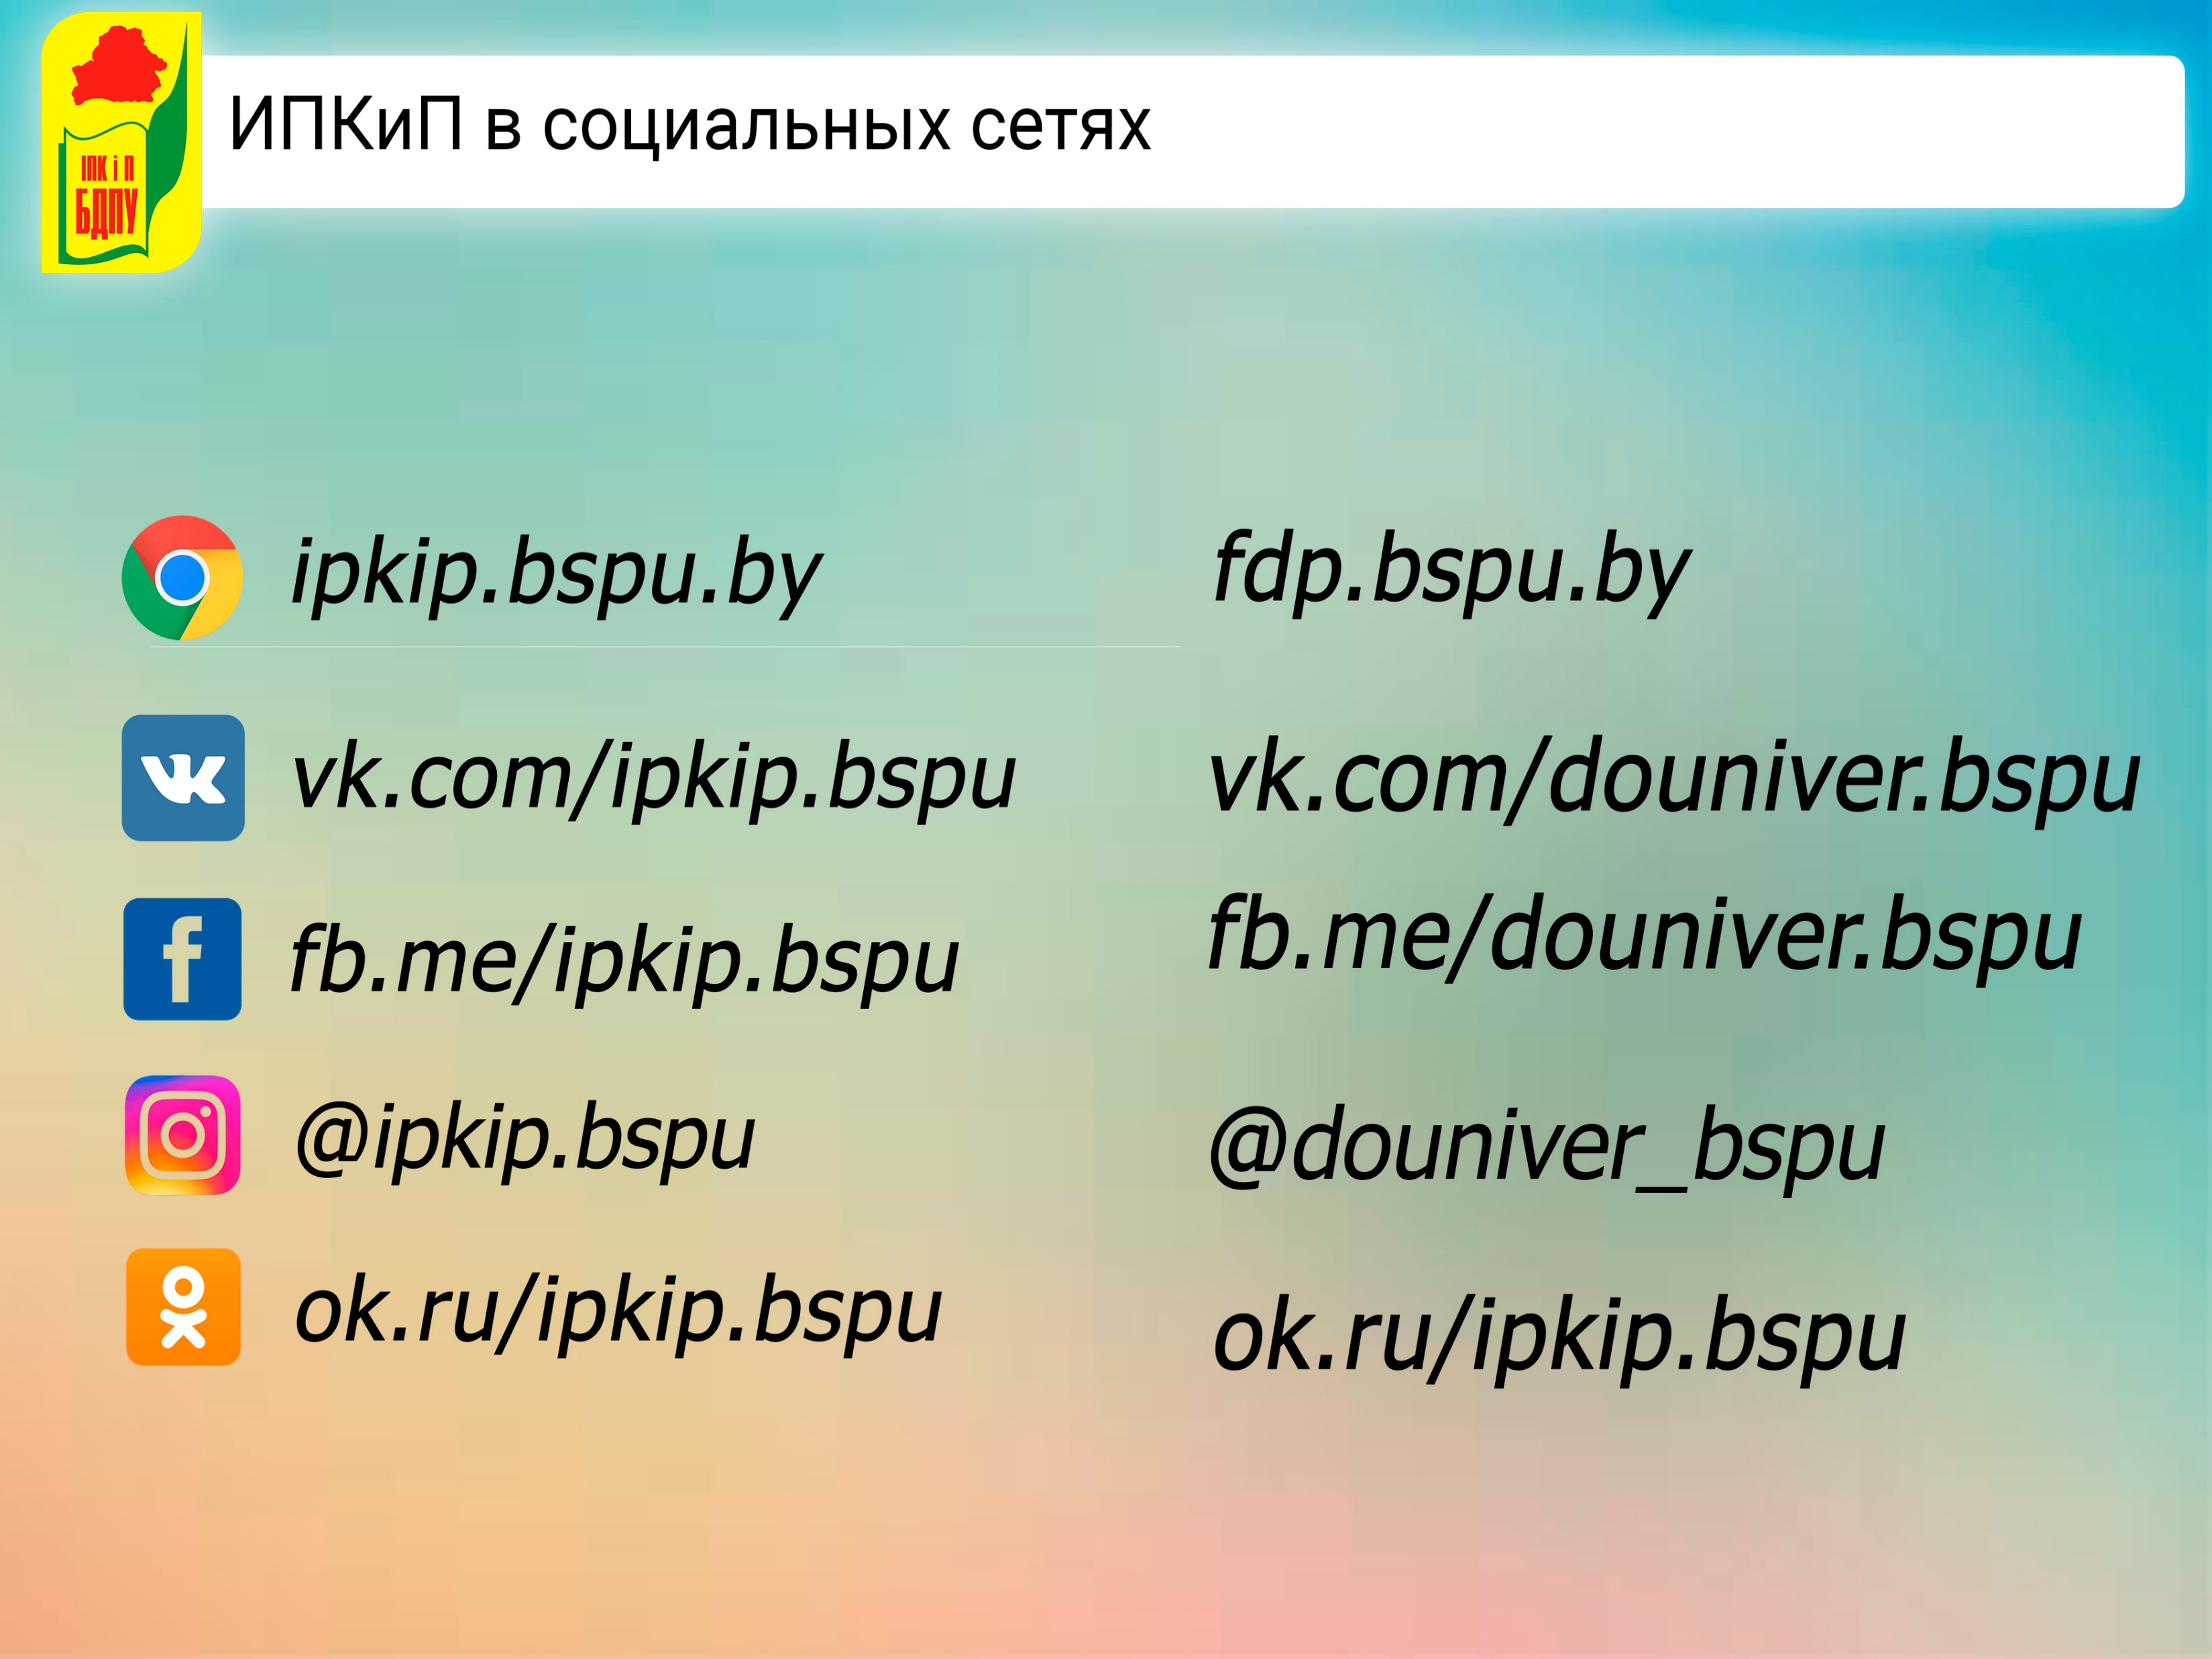 ІПК і П
БДПУ
ИПКиП в социальных сетях
ipkip.bspu.by
fdp.bspu.by
vk.com/ipkip.bspu
vk.com/douniver.bspu
fb.me/ipkip.bspu
fb.me/douniver.bspu
@ipkip.bspu
@douniver_bspu
ok.ru/ipkip.bspu
ok.ru/ipkip.bspu